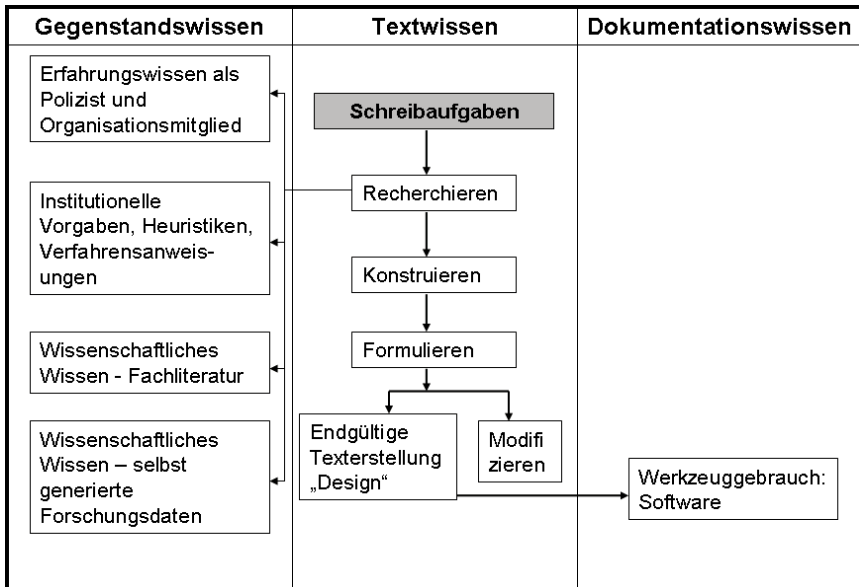 Gegenstandswissen
Textwissen
Dokumentationswissen
Erfahrungswissen als
Polizist und
Organisationsmitglied
Institutionelle
Vorgaben, Heuristiken,
Verfahrensanweis-
ungen
Wissenschaftliches
Wissen - Fachliteratur
Wissenschaftliches
Wissen – selbst
generierte
Forschungsdaten
Schreibaufgaben
Recherchieren
Konstruieren
Formulieren
Endgültige
Texterstellung
„Design“
Modifi
zieren
Werkzeuggebrauch:
Software